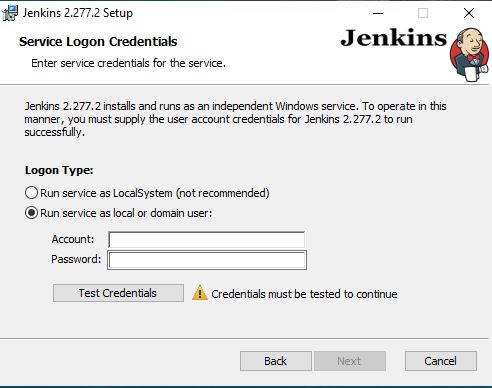 Jenkins 2.277.2 Setup
Service Logon Credentials
Enter service credentials for the service.
Jenkins
Jenkins 2.277.2 installs and runs as an independent Windows service. To operate in this
manner, you must supply the user account credentials for Jenkins 2.277.2 to run
successfully.
Logon Type:
Run service as LocalSystem (not recommended)
Run service as local or domain user:
Account:
Password:
Test Credentials
Credentials must be tested to continue
Back
Next
Cancel